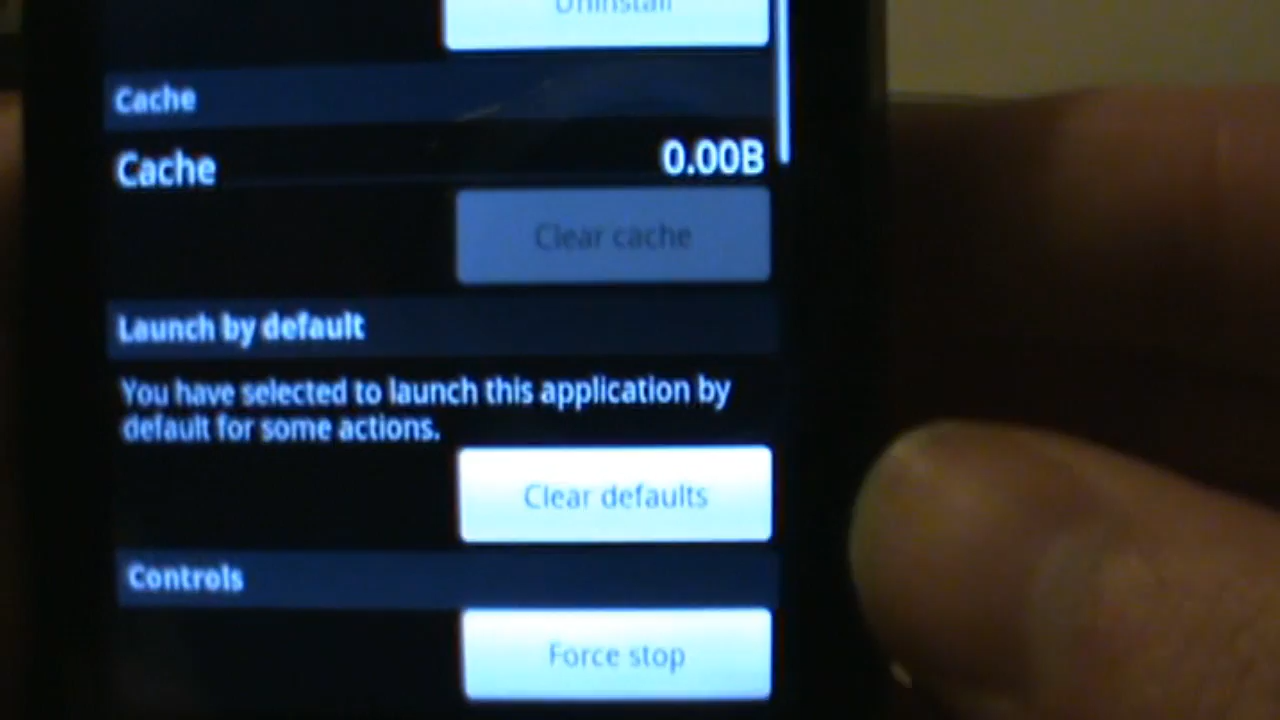 Uninstall
Cache
Cache
0.00B
Clear cache
Launch by default
You have selected to launch this application by
default for some actions.
Clear defaults
Controls
Force stop